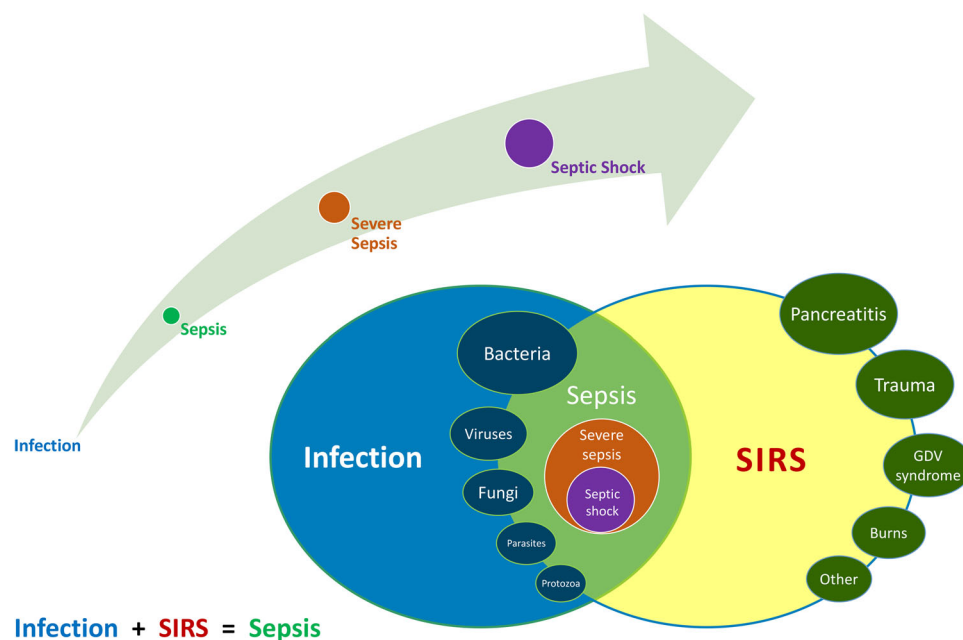 Septic Shock
Severe
Sepsis
Sepsis
Infection
Pancreatitis
Bacteria
Trauma
Sepsis
Viruses
Severe
sepsis
Infection
SIRS
GDV
syndrome
Fungi
Septic
shock
Parasites
Burns
Protozoa
Other
Infection + SIRS = Sepsis